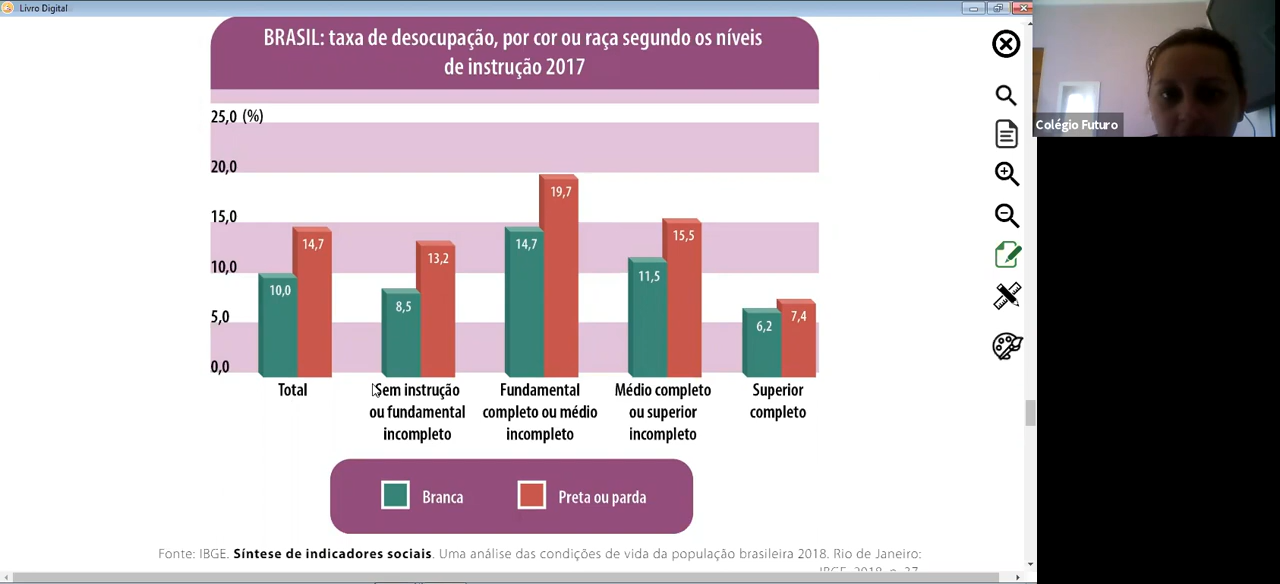 Livro Digital
BRASIL: taxa de desocupação, por cor ou raça segundo os níveis
de instrução 2017
25,0 (%)
20,0
15,0
10,0
5,0
0,0
10,0
14,7
8,5
13,2
14,7
19,7
11,5
15,5
6,2
7,4
Total
Sem instrução
ou fundamental
incompleto
Fundamental
completo ou médio
incompleto
Médio completo
ou superior
incompleto
Superior
completo
Branca
Preta ou parda
Fonte: IBGE. Síntese de indicadores sociais. Uma análise das condições de vida da população brasileira 2018. Rio de Janeiro:
IBGE, 2018. p. 27.
Colégio Futuro